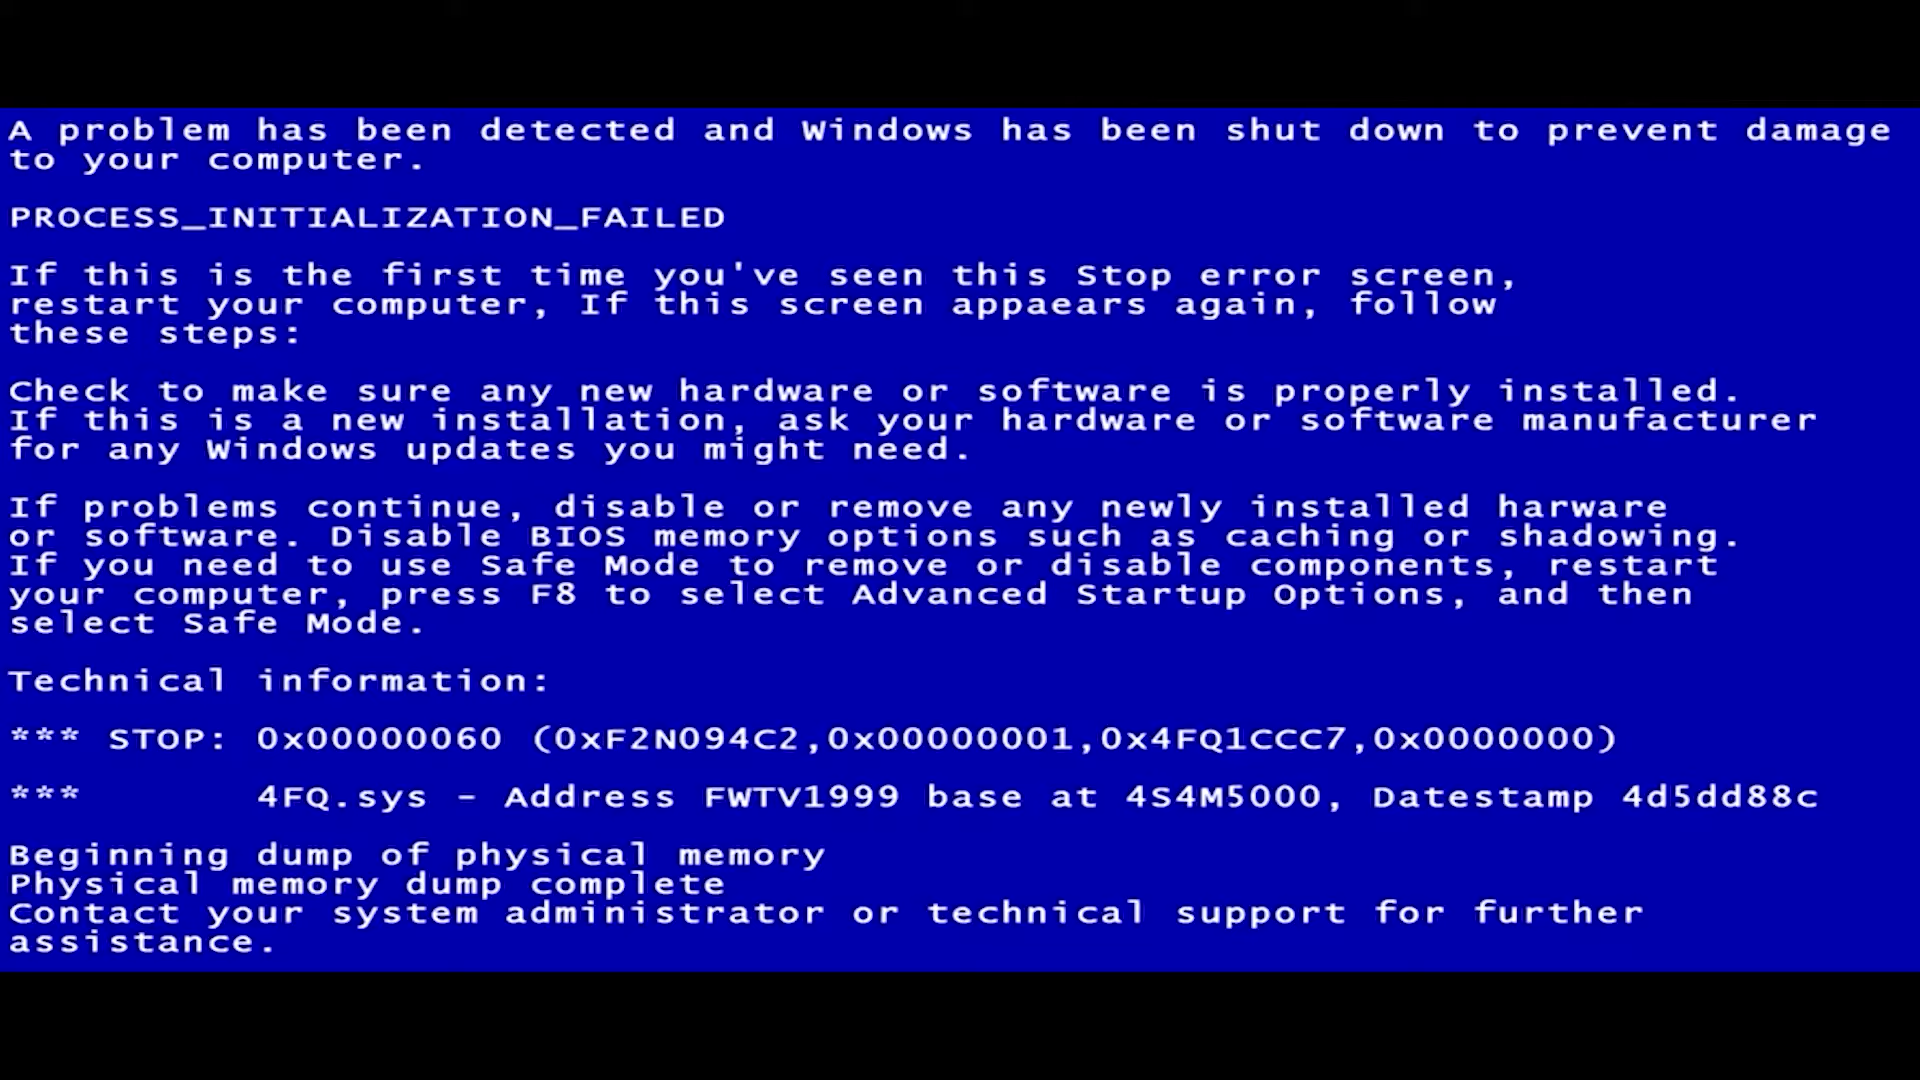 A problem has been detected and Windows has been shut down to prevent damage
to your computer.
PROCESS_INITIALIZATION_FAILED
If this is the first time you've seen this Stop error screen,
restart your computer, If this screen appaears again, follow
these steps:
Check to make sure any new hardware or software is properly installed.
If this is a new installation, ask your hardware or software manufacturer
for any Windows updates you might need.
If problems continue, disable or remove any newly installed harware
or software. Disable BIOS memory options such as caching or shadowing.
If you need to use Safe Mode to remove or disable components, restart
your computer, press F8 to select Advanced Startup Options, and then
select Safe Mode.
Technical information:
*** STOP: 0x00000060 (0xF2N094C2,0x00000001,0x4FQ1CCC7,0x0000000)
*** 4FQ.sys - Address FWTV1999 base at 4S4M5000, Datestamp 4d5dd88c
Beginning dump of physical memory
Physical memory dump complete
Contact your system administrator or technical support for further
assistance.